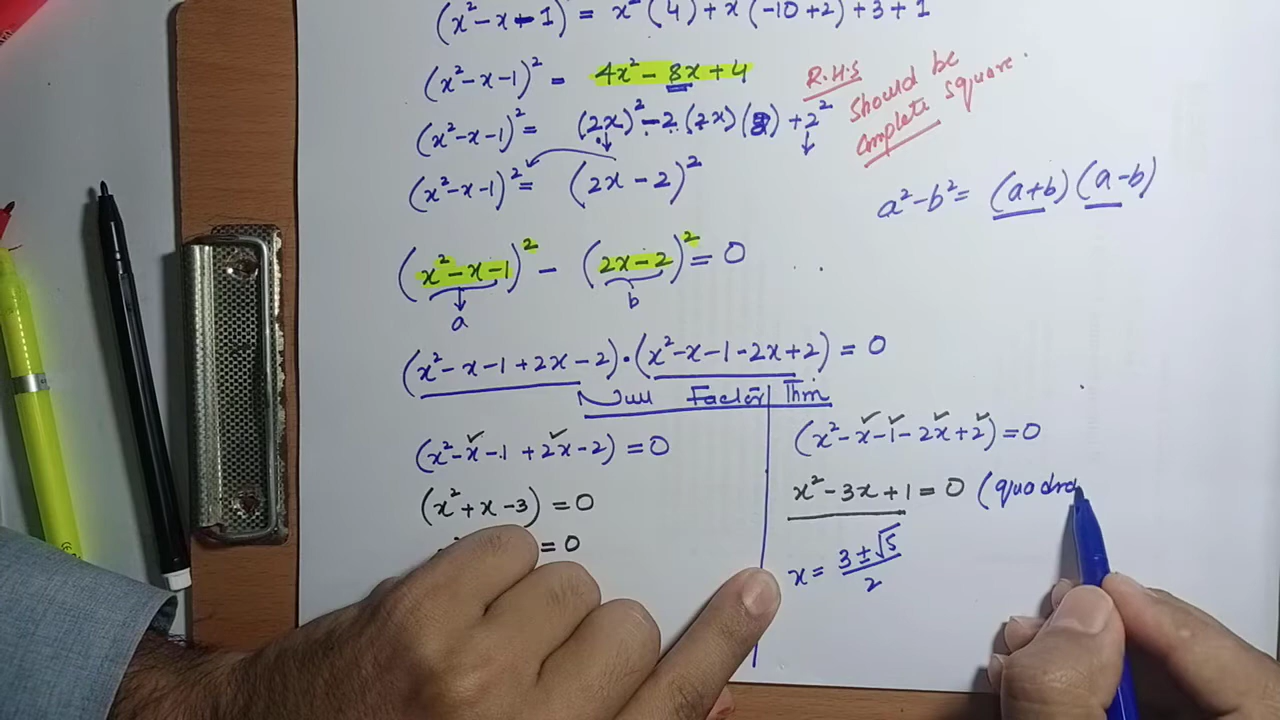 (x²-x-1)² = x²(4) + x(-10+2) + 3 + 1
(x²-x-1)² = 4x² - 8x + 4
R.H.S
should be
complete square.
(x²-x-1)² = (2x)² - 2(2x)(2) + 2²
(x²-x-1)² = (2x-2)²
a²-b² = (a+b)(a-b)
(x²-x-1)² - (2x-2)² = 0
a
b
(x²-x-1+2x-2)·(x²-x-1-2x+2) = 0
Null Factor Thm
(x²-x-1+2x-2) = 0
(x²+x-3) = 0
= 0
(x²-x-1-2x+2) = 0
x²-3x+1 = 0 (quadra
x = 3±√5 / 2